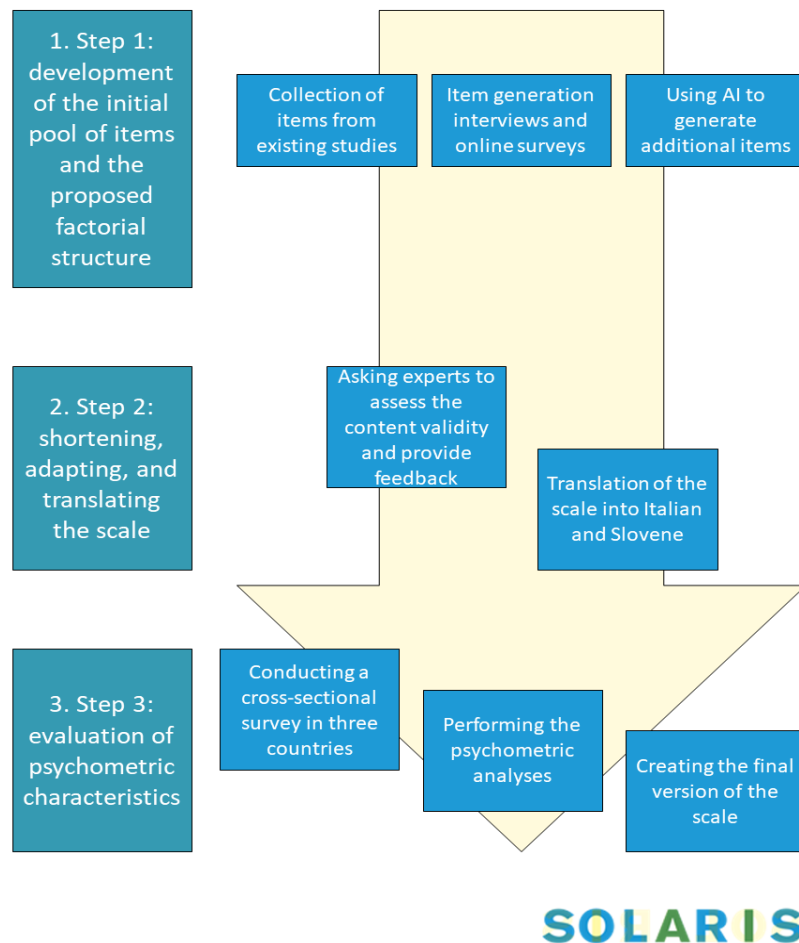 1. Step 1:
development
of the initial
pool of items
and the
proposed
factorial
structure
Collection of
items from
existing studies
Item generation
interviews and
online surveys
Using AI to
generate
additional items
2. Step 2:
shortening,
adapting, and
translating
the scale
Asking experts to
assess the
content validity
and provide
feedback
Translation of the
scale into Italian
and Slovene
3. Step 3:
evaluation of
psychometric
characteristics
Conducting a
cross-sectional
survey in three
countries
Performing the
psychometric
analyses
Creating the final
version of the
scale
SOLARIS